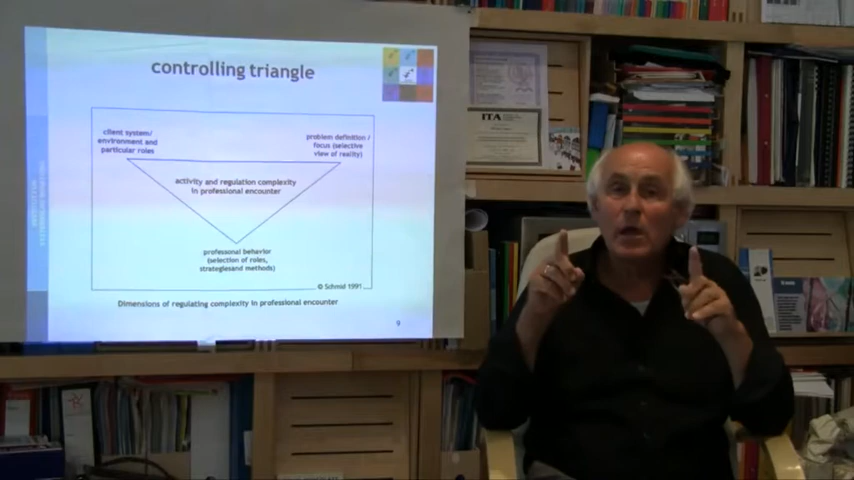 controlling triangle
client system/
environment and
particular roles
problem definition /
focus (selective
view of reality)
activity and regulation complexity
in professional encounter
professional behavior
(selection of roles,
strategiesand methods)
© Schmid 1991
Dimensions of regulating complexity in professional encounter
9
ITA